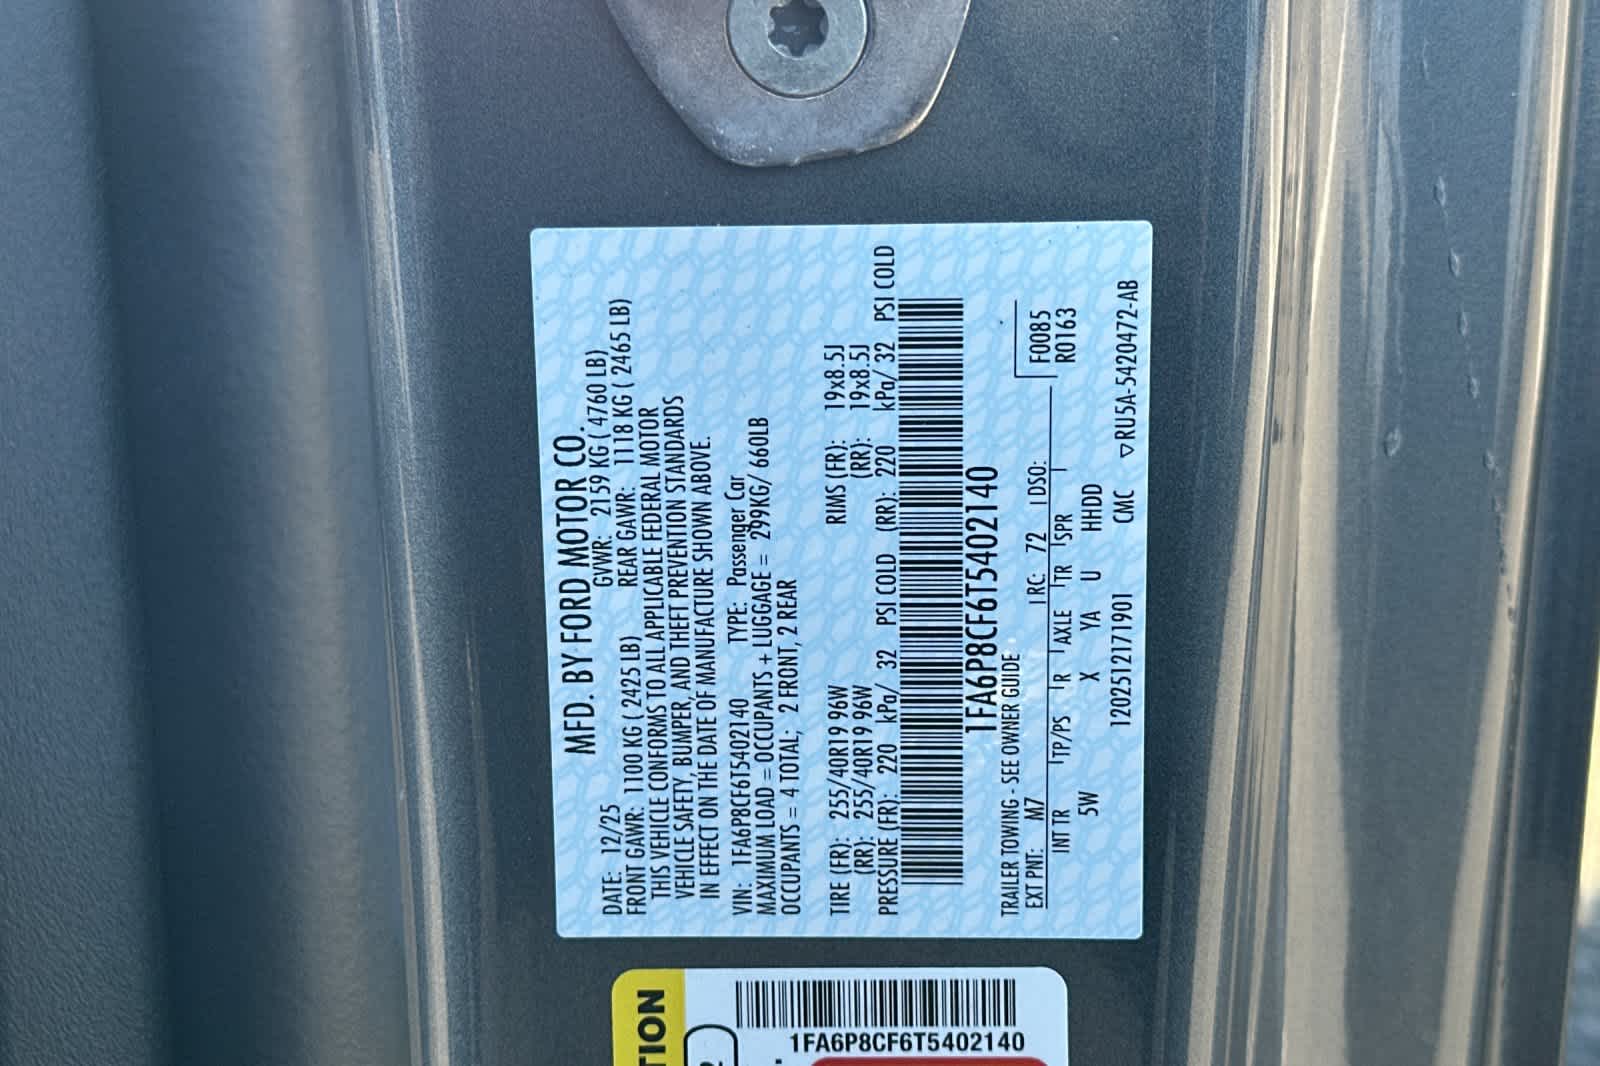 MFD. BY FORD MOTOR CO.
DATE: 12/25 GVWR: 2159 KG ( 4760 LB)
FRONT GAWR: 1100 KG ( 2425 LB) REAR GAWR: 1118 KG ( 2465 LB)
THIS VEHICLE CONFORMS TO ALL APPLICABLE FEDERAL MOTOR
VEHICLE SAFETY, BUMPER, AND THEFT PREVENTION STANDARDS
IN EFFECT ON THE DATE OF MANUFACTURE SHOWN ABOVE.
VIN: 1FA6P8CF6T5402140 TYPE: Passenger Car
MAXIMUM LOAD = OCCUPANTS + LUGGAGE = 299KG/ 660LB
OCCUPANTS = 4 TOTAL; 2 FRONT, 2 REAR
TIRE (FR): 255/40R19 96W RIMS (FR): 19x8.5J
(RR): 255/40R19 96W (RR): 19x8.5J
PRESSURE (FR): 220 kPa/ 32 PSI COLD (RR): 220 kPa/ 32 PSI COLD
1FA6P8CF6T5402140
TRAILER TOWING - SEE OWNER GUIDE
EXT PNT: M7 RC: 72 DSO: F0085
INT TR TP/PS R AXLE TR SPR R0163
5W X YA U HHDD
1202512171901 CMC ▽RU5A-5420472-AB
TION
1FA6P8CF6T5402140